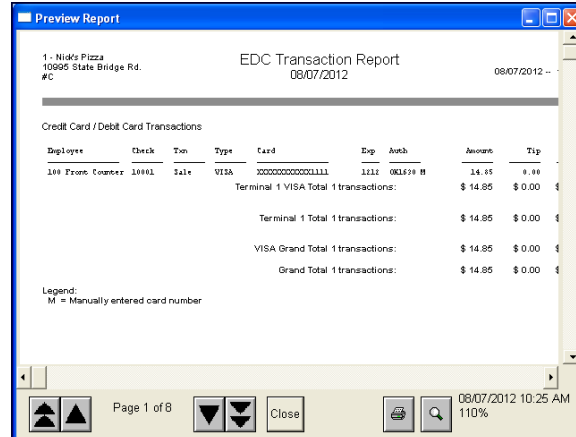 Preview Report
1 - Nick's Pizza
10995 State Bridge Rd.
#C
EDC Transaction Report
08/07/2012
08/07/2012 --
Credit Card / Debit Card Transactions
Employee Check Txn Type Card Exp Auth Amount Tip
100 Front Counter 10001 Sale VISA XXXXXXXXXXXX1111 1212 OK1630 M 14.85 0.00
Terminal 1 VISA Total 1 transactions: $ 14.85 $ 0.00 $
Terminal 1 Total 1 transactions: $ 14.85 $ 0.00 $
VISA Grand Total 1 transactions: $ 14.85 $ 0.00 $
Grand Total 1 transactions: $ 14.85 $ 0.00 $
Legend:
M = Manually entered card number
Page 1 of 8
Close
08/07/2012 10:25 AM
110%